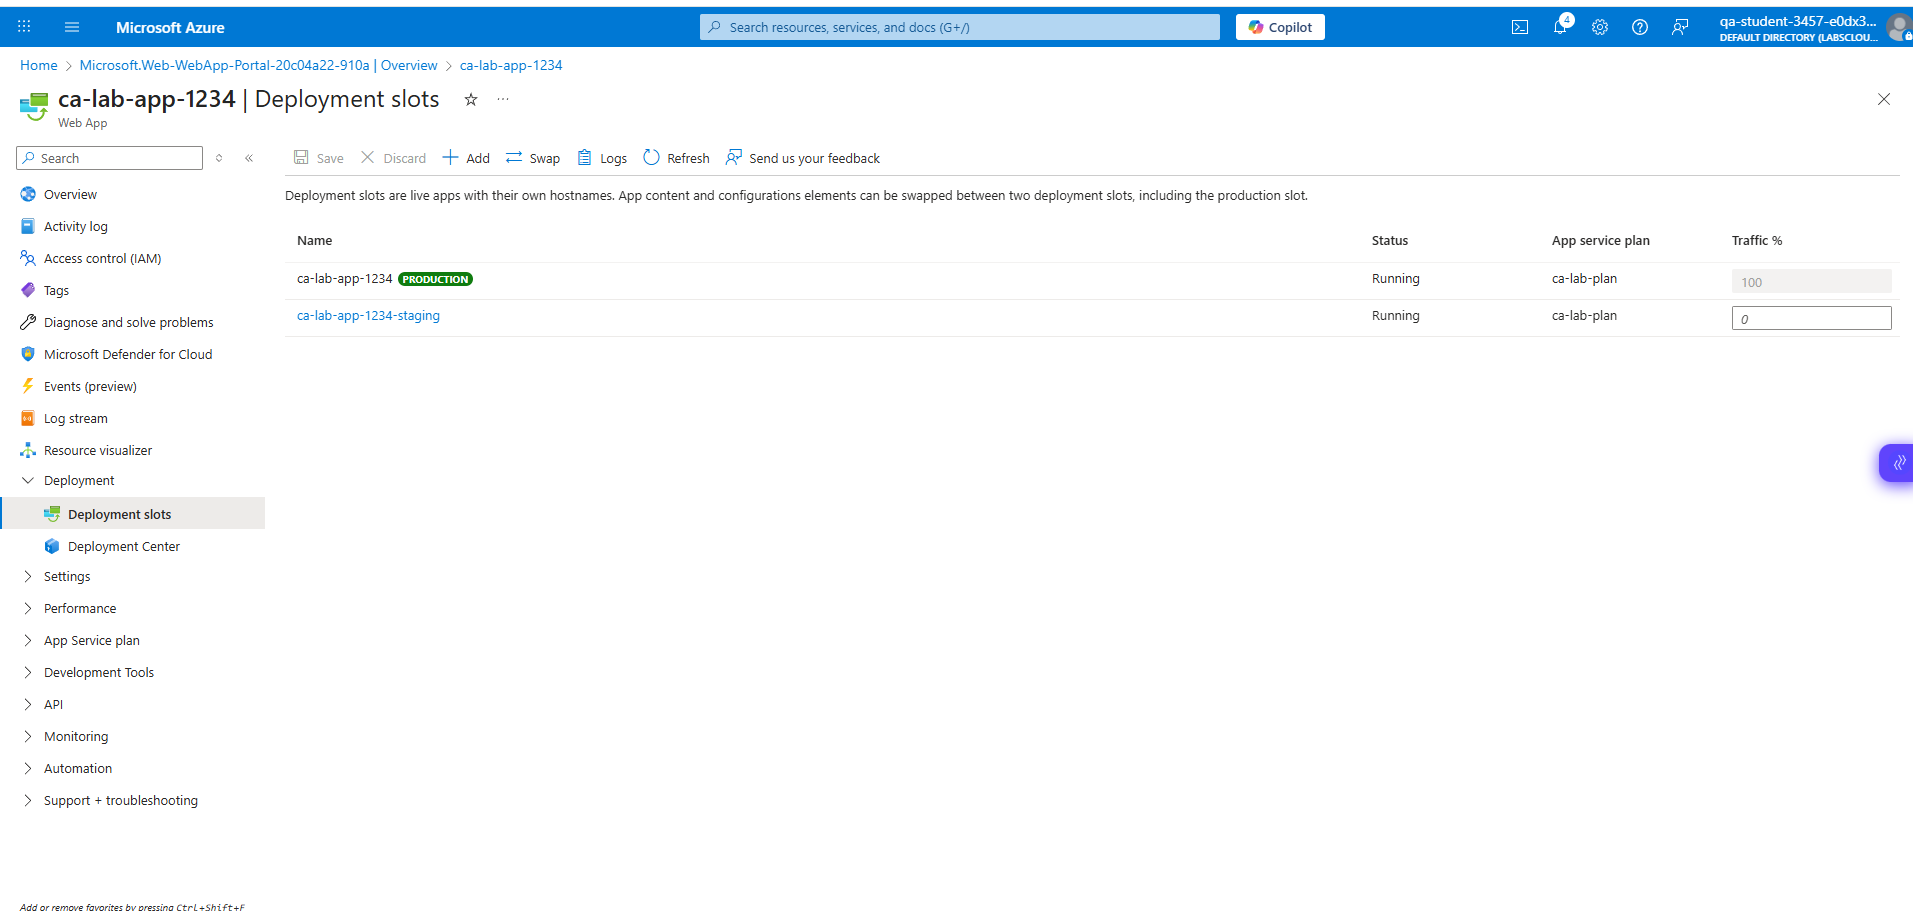 Microsoft Azure
Search resources, services, and docs (G+/)
Copilot
4
qa-student-3457-e0dx3...
DEFAULT DIRECTORY (LABSCLOU...
Home > Microsoft.Web-WebApp-Portal-20c04a22-910a | Overview > ca-lab-app-1234
ca-lab-app-1234 | Deployment slots
Web App
Search
Save Discard Add Swap Logs Refresh Send us your feedback
Deployment slots are live apps with their own hostnames. App content and configurations elements can be swapped between two deployment slots, including the production slot.
Name Status App service plan Traffic %
ca-lab-app-1234 PRODUCTION Running ca-lab-plan 100
ca-lab-app-1234-staging Running ca-lab-plan 0
Overview
Activity log
Access control (IAM)
Tags
Diagnose and solve problems
Microsoft Defender for Cloud
Events (preview)
Log stream
Resource visualizer
Deployment
Deployment slots
Deployment Center
Settings
Performance
App Service plan
Development Tools
API
Monitoring
Automation
Support + troubleshooting
Add or remove favorites by pressing Ctrl+Shift+F